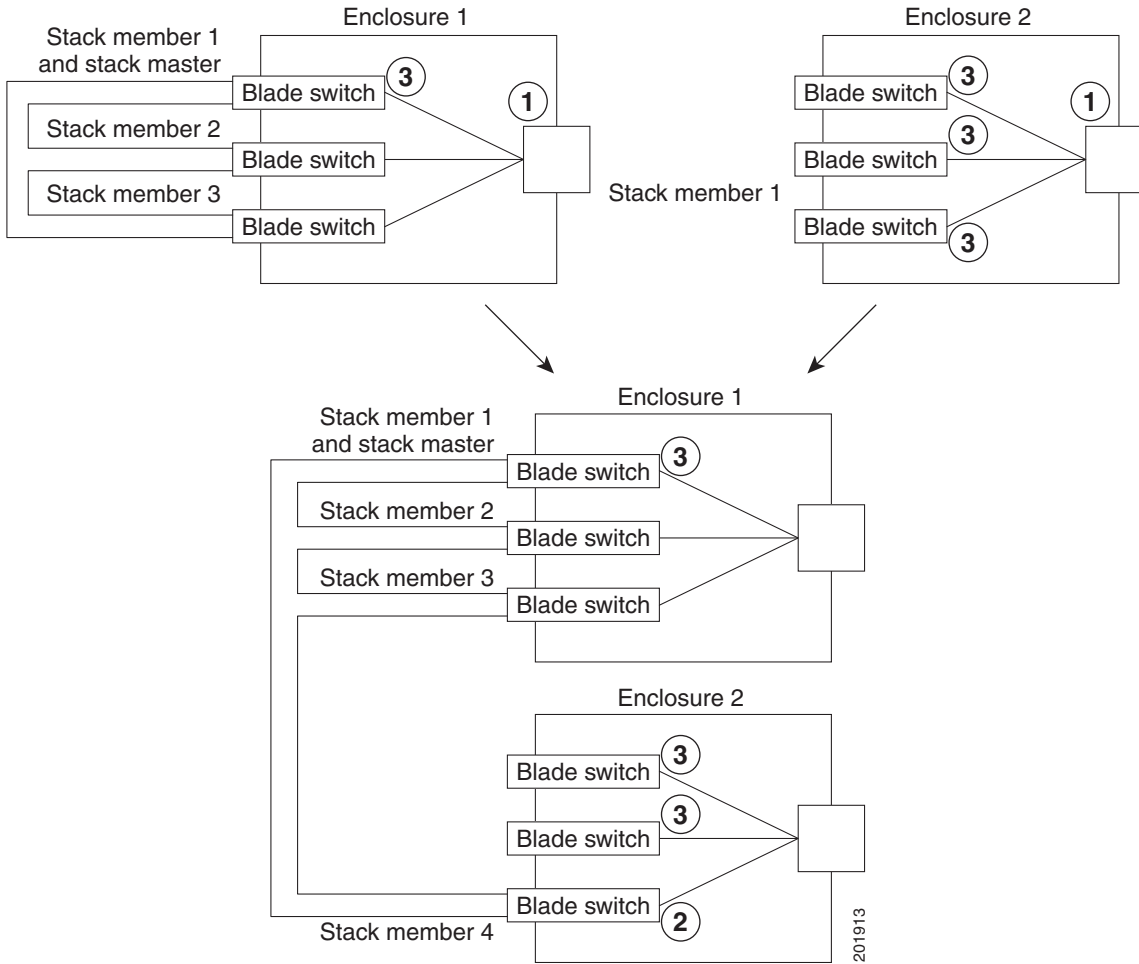 Enclosure 1
Enclosure 2
Stack member 1
and stack master
Blade switch
3
1
Stack member 2
Blade switch
Stack member 3
Blade switch
Blade switch
3
1
Blade switch
3
Stack member 1
Blade switch
3
Enclosure 1
Stack member 1
and stack master
Blade switch
3
Stack member 2
Blade switch
Stack member 3
Blade switch
Enclosure 2
Blade switch
3
Blade switch
3
Blade switch
2
Stack member 4
201913